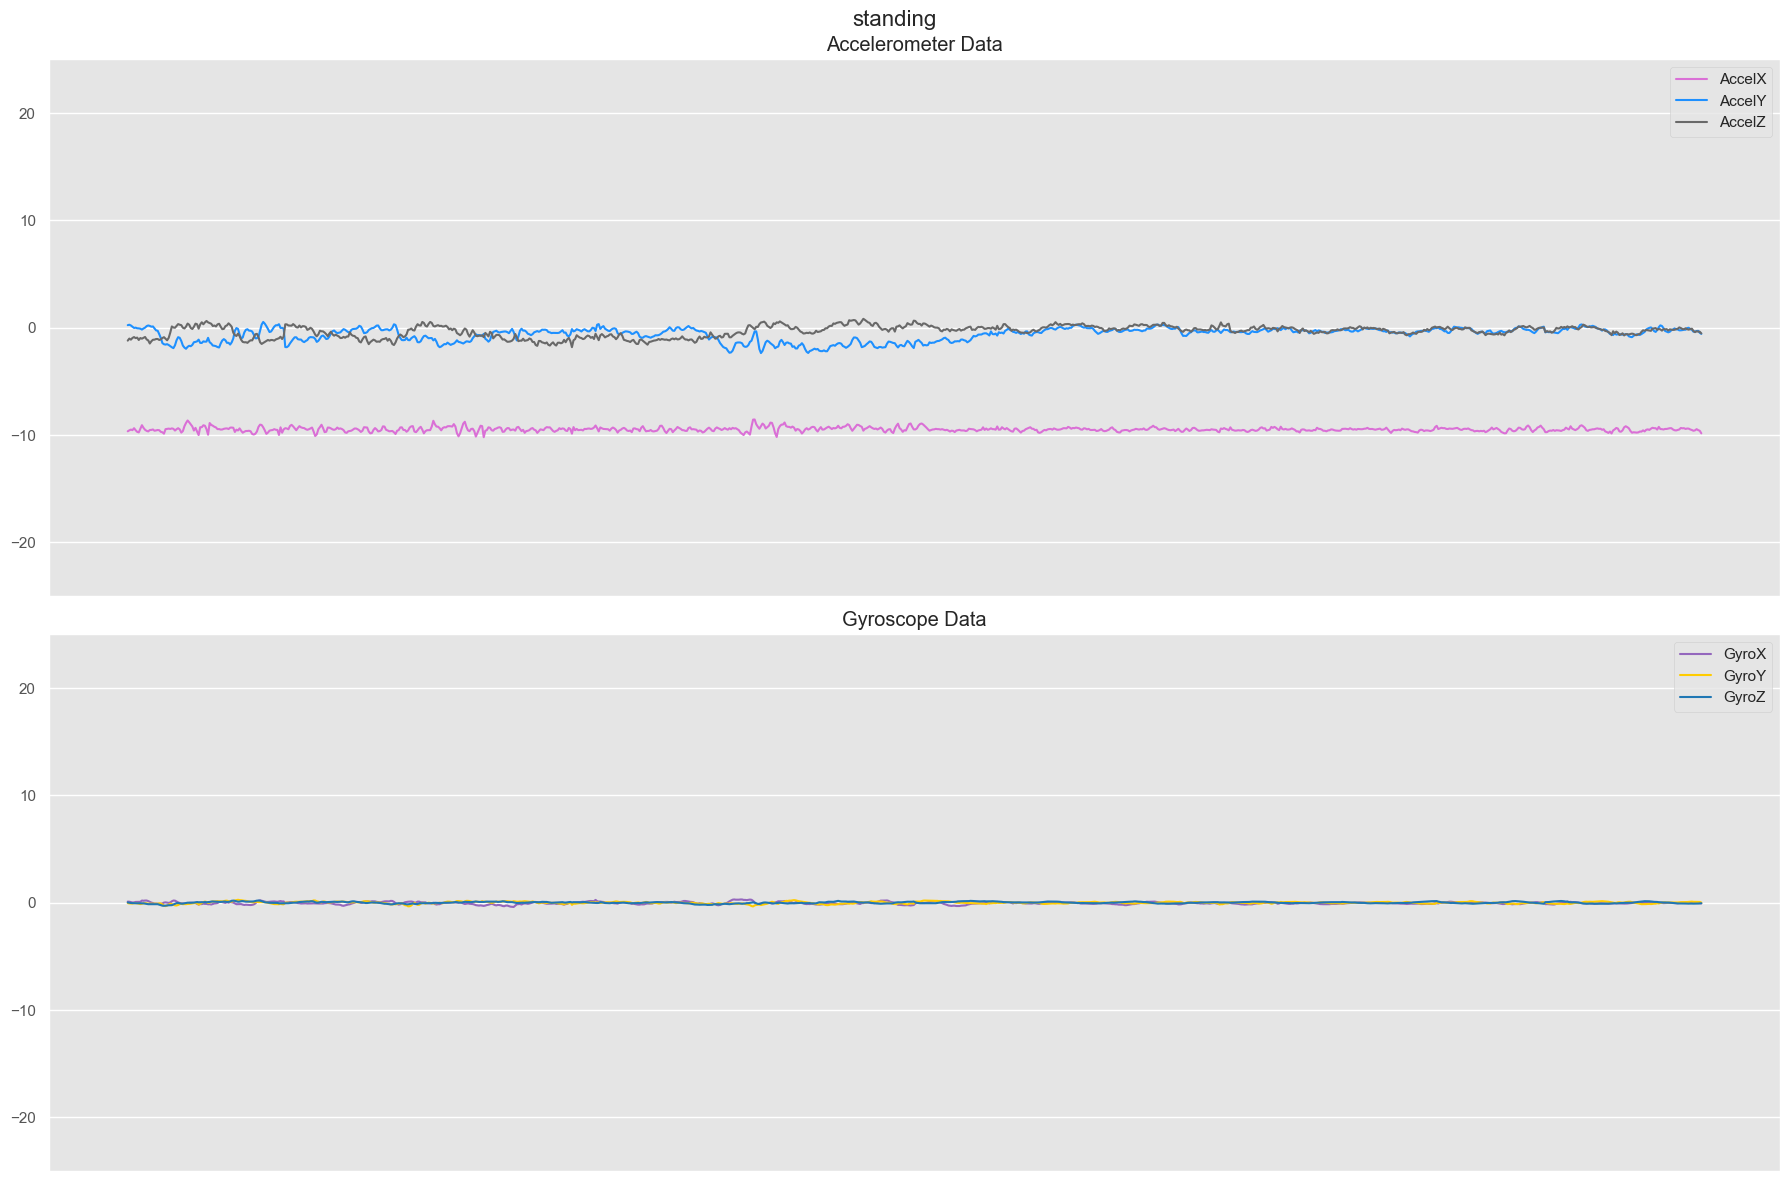 standing
Accelerometer Data
20
10
0
−10
−20
AccelX
AccelY
AccelZ
Gyroscope Data
20
10
0
−10
−20
GyroX
GyroY
GyroZ